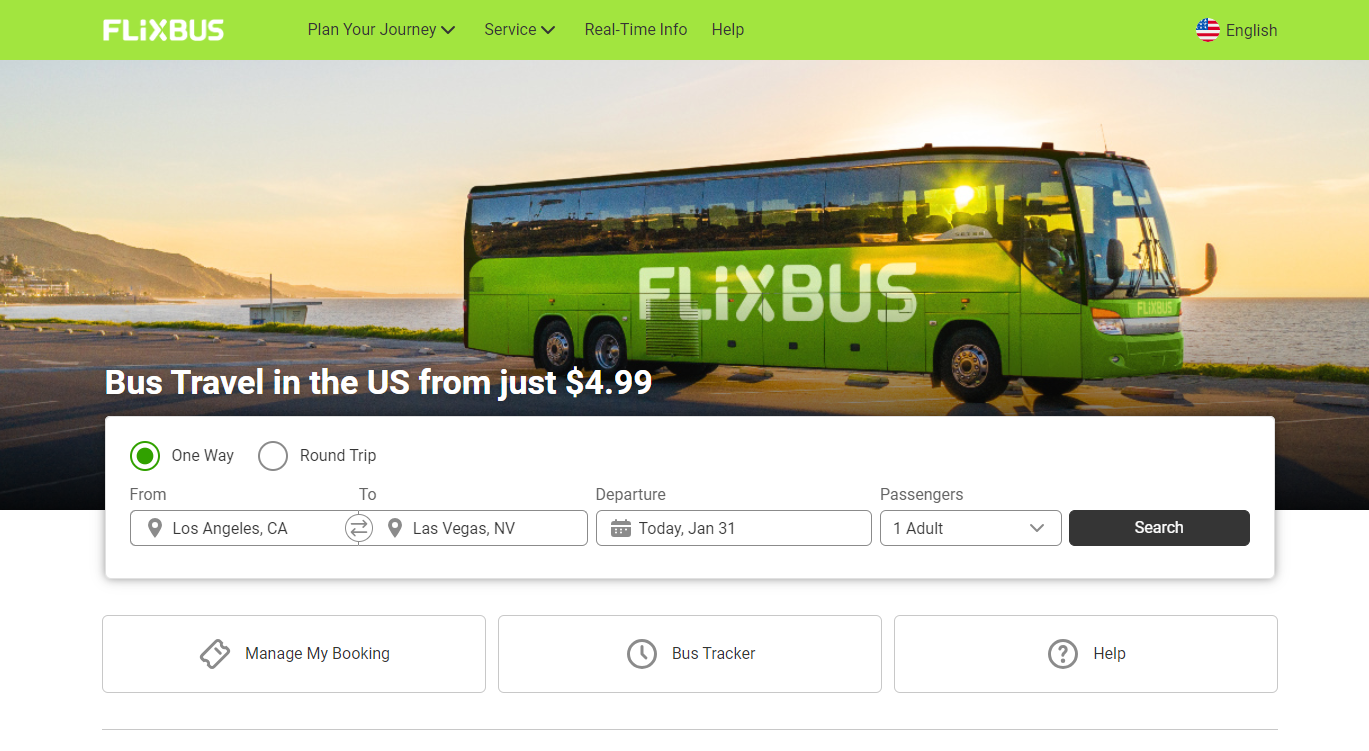 FLiXBUS Plan Your Journey Service Real-Time Info Help English
FLiXBUS
FLiXBUS
Bus Travel in the US from just $4.99
One Way Round Trip
From To Departure Passengers
Los Angeles, CA Las Vegas, NV Today, Jan 31 1 Adult Search
Manage My Booking Bus Tracker Help